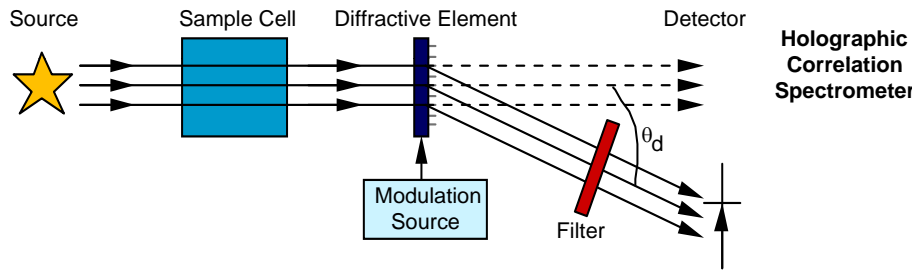 Source
Sample Cell
Diffractive Element
Detector
Holographic
Correlation
Spectrometer
θd
Modulation
Source
Filter